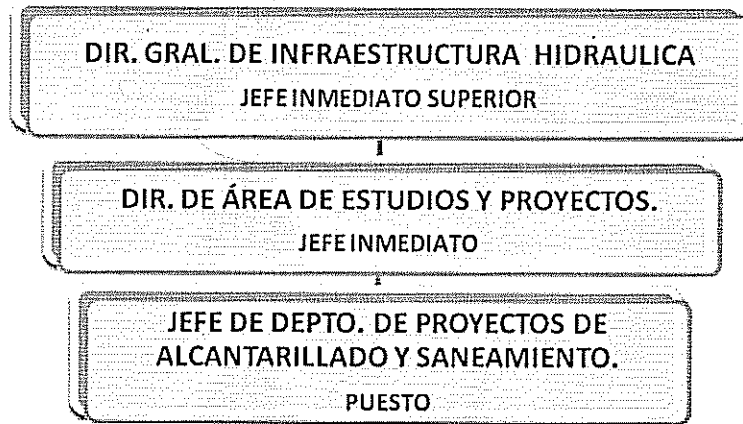 DIR. GRAL. DE INFRAESTRUCTURA HIDRAULICA
JEFE INMEDIATO SUPERIOR
DIR. DE ÁREA DE ESTUDIOS Y PROYECTOS.
JEFE INMEDIATO
JEFE DE DEPTO. DE PROYECTOS DE
ALCANTARILLADO Y SANEAMIENTO.
PUESTO